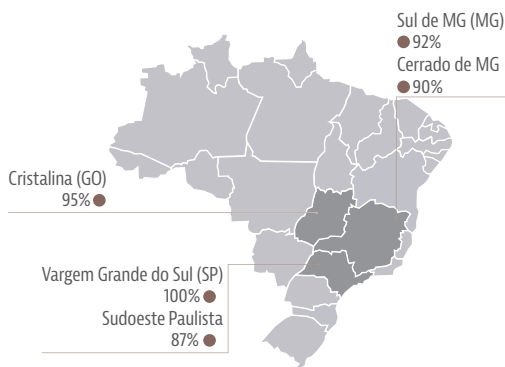 Sul de MG (MG)
92%
Cerrado de MG
90%
Cristalina (GO)
95%
Vargem Grande do Sul (SP)
100%
Sudoeste Paulista
87%